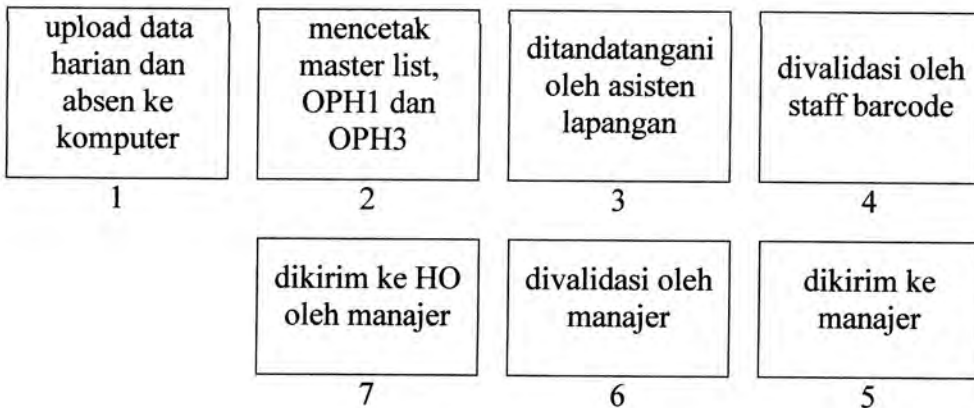 upload data
harian dan
absen ke
komputer
1
mencetak
master list,
OPH1 dan
OPH3
2
ditandatangani
oleh asisten
lapangan
3
divalidasi oleh
staff barcode
4
dikirim ke HO
oleh manajer
7
divalidasi oleh
manajer
6
dikirim ke
manajer
5